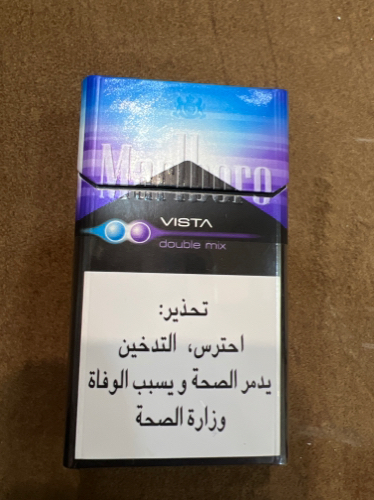 Marlboro
VISTA
double mix
تحذير:
احترس، التدخين
يدمر الصحة و يسبب الوفاة
وزارة الصحة